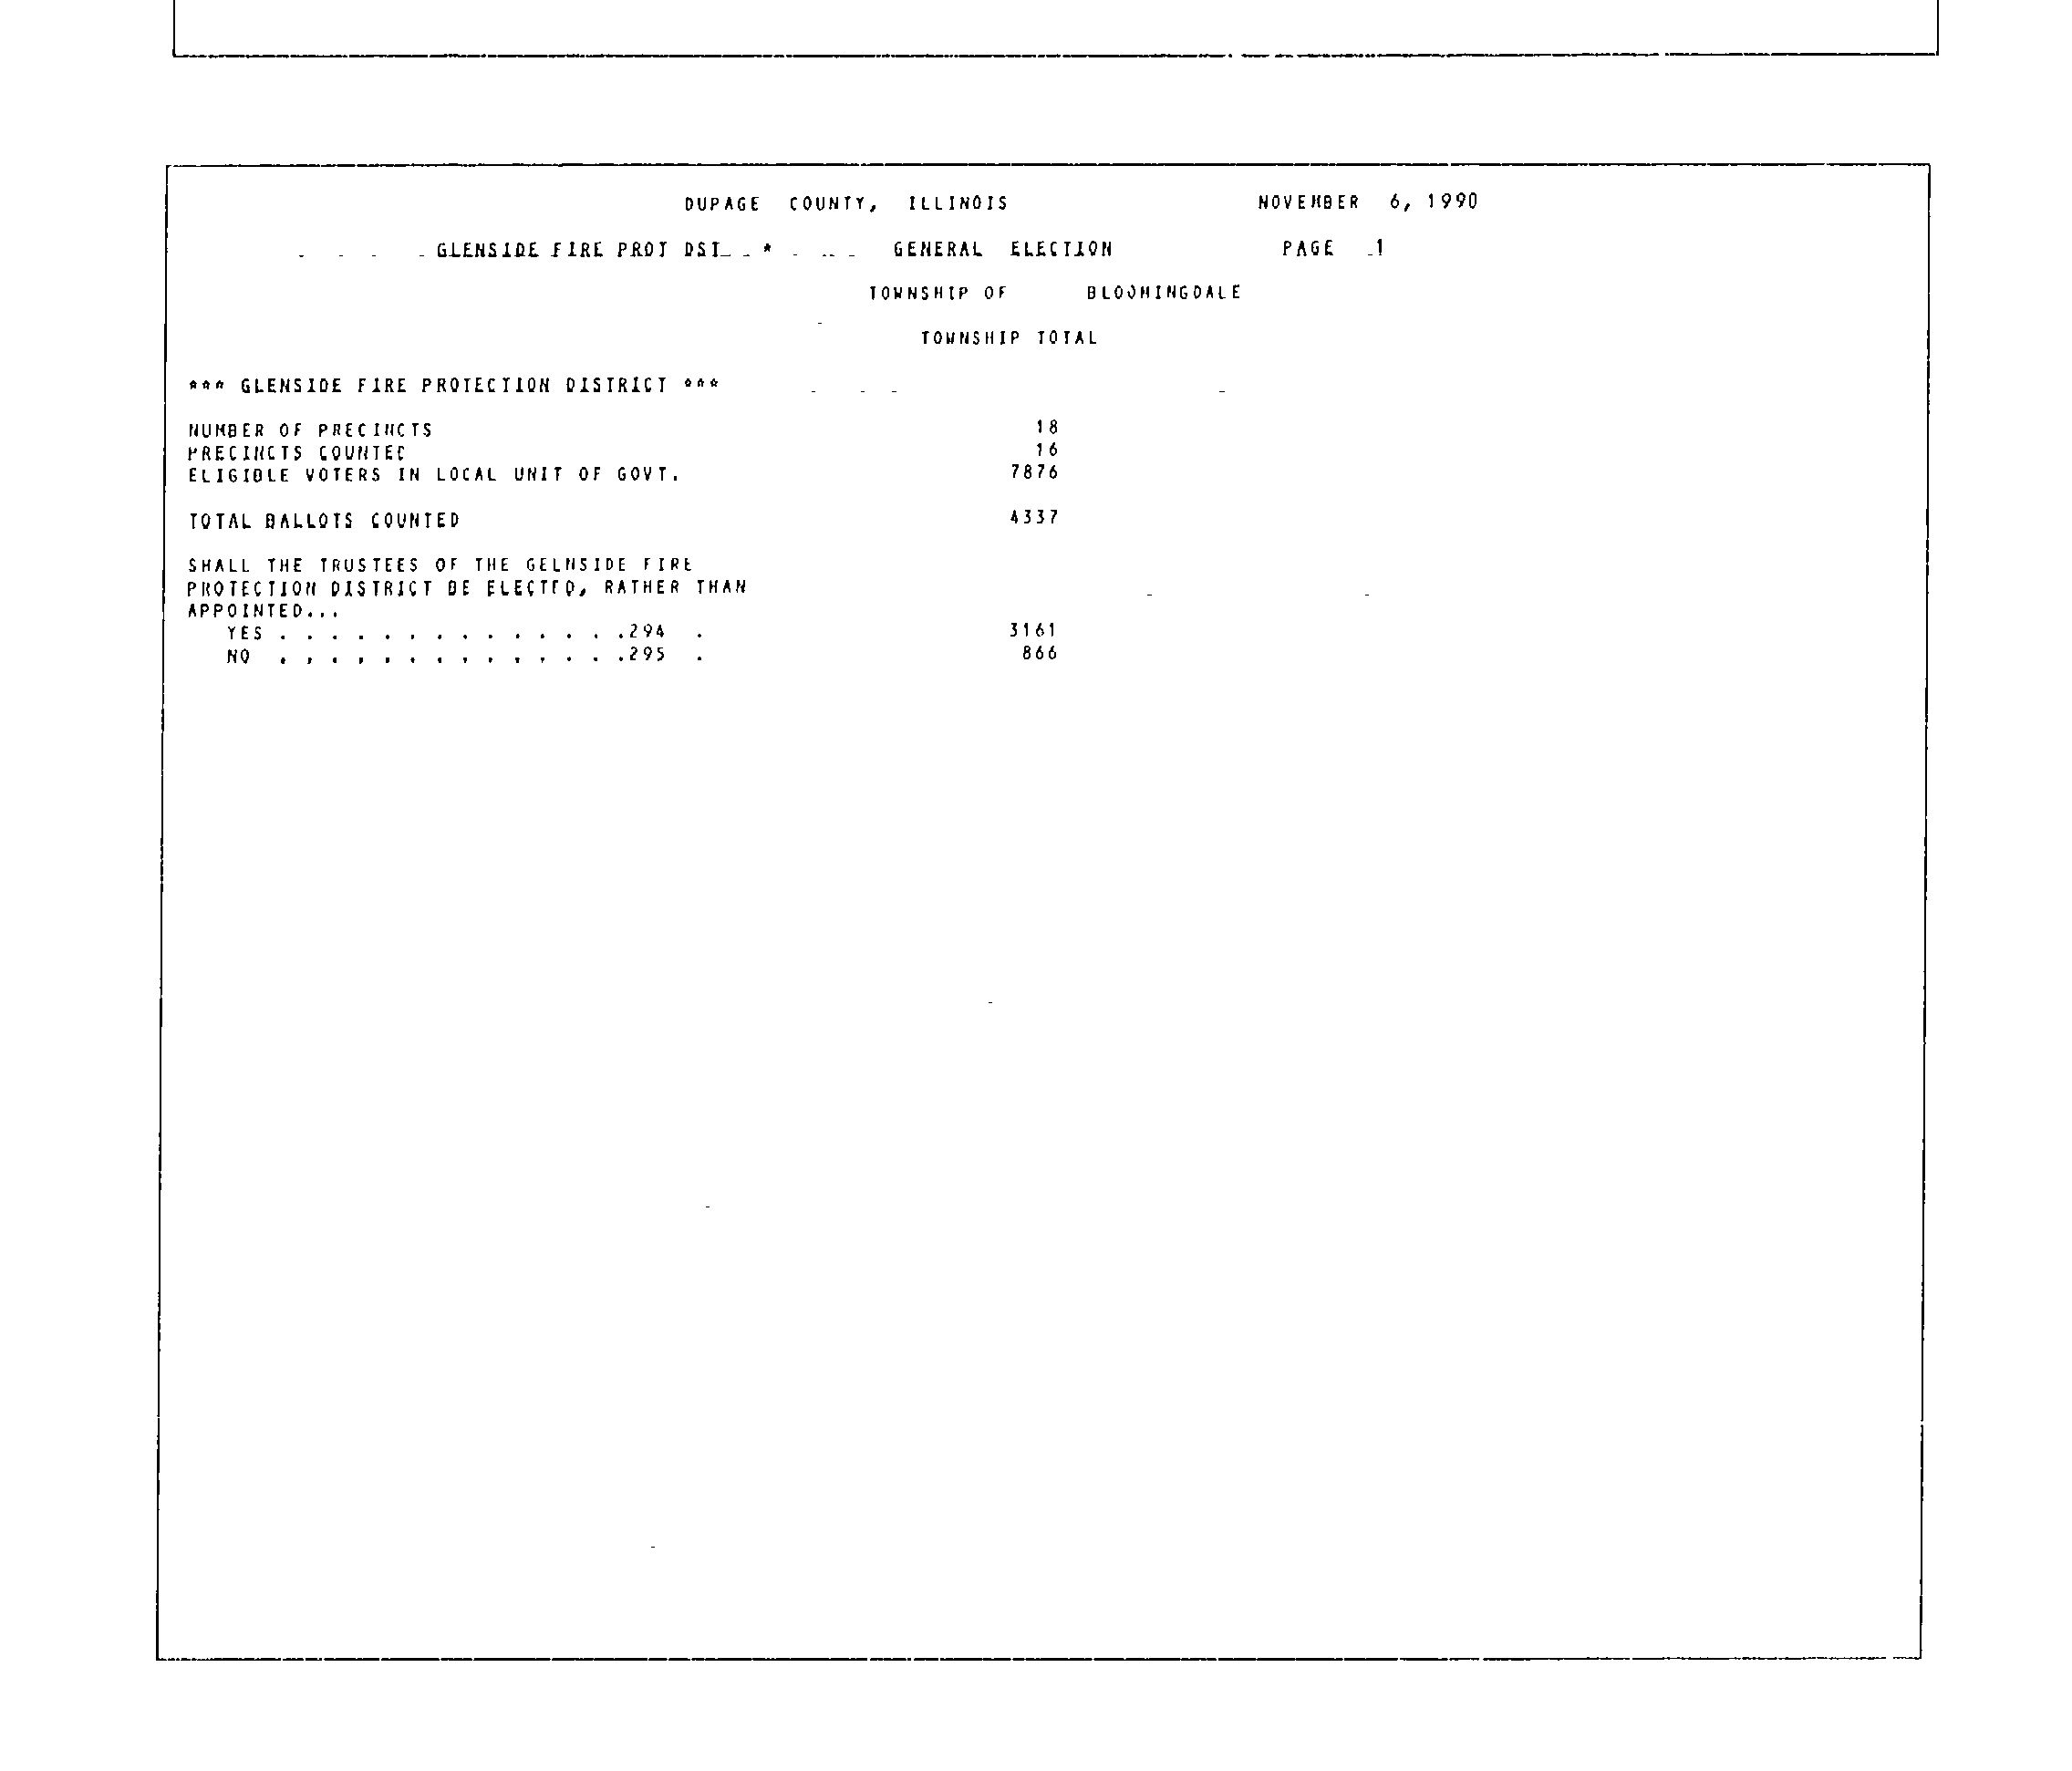 DUPAGE COUNTY, ILLINOIS NOVEMBER 6, 1990
GLENSIDE FIRE PROT DST * GENERAL ELECTION PAGE 1
TOWNSHIP OF BLOOMINGDALE
TOWNSHIP TOTAL
*** GLENSIDE FIRE PROTECTION DISTRICT ***
NUMBER OF PRECINCTS 18
PRECINCTS COUNTED 16
ELIGIBLE VOTERS IN LOCAL UNIT OF GOVT. 7876
TOTAL BALLOTS COUNTED 4337
SHALL THE TRUSTEES OF THE GELNSIDE FIRE
PROTECTION DISTRICT BE ELECTED, RATHER THAN
APPOINTED...
YES . . . . . . . . . . . . . .294 . 3161
NO . . . . . . . . . . . . . .295 . 866